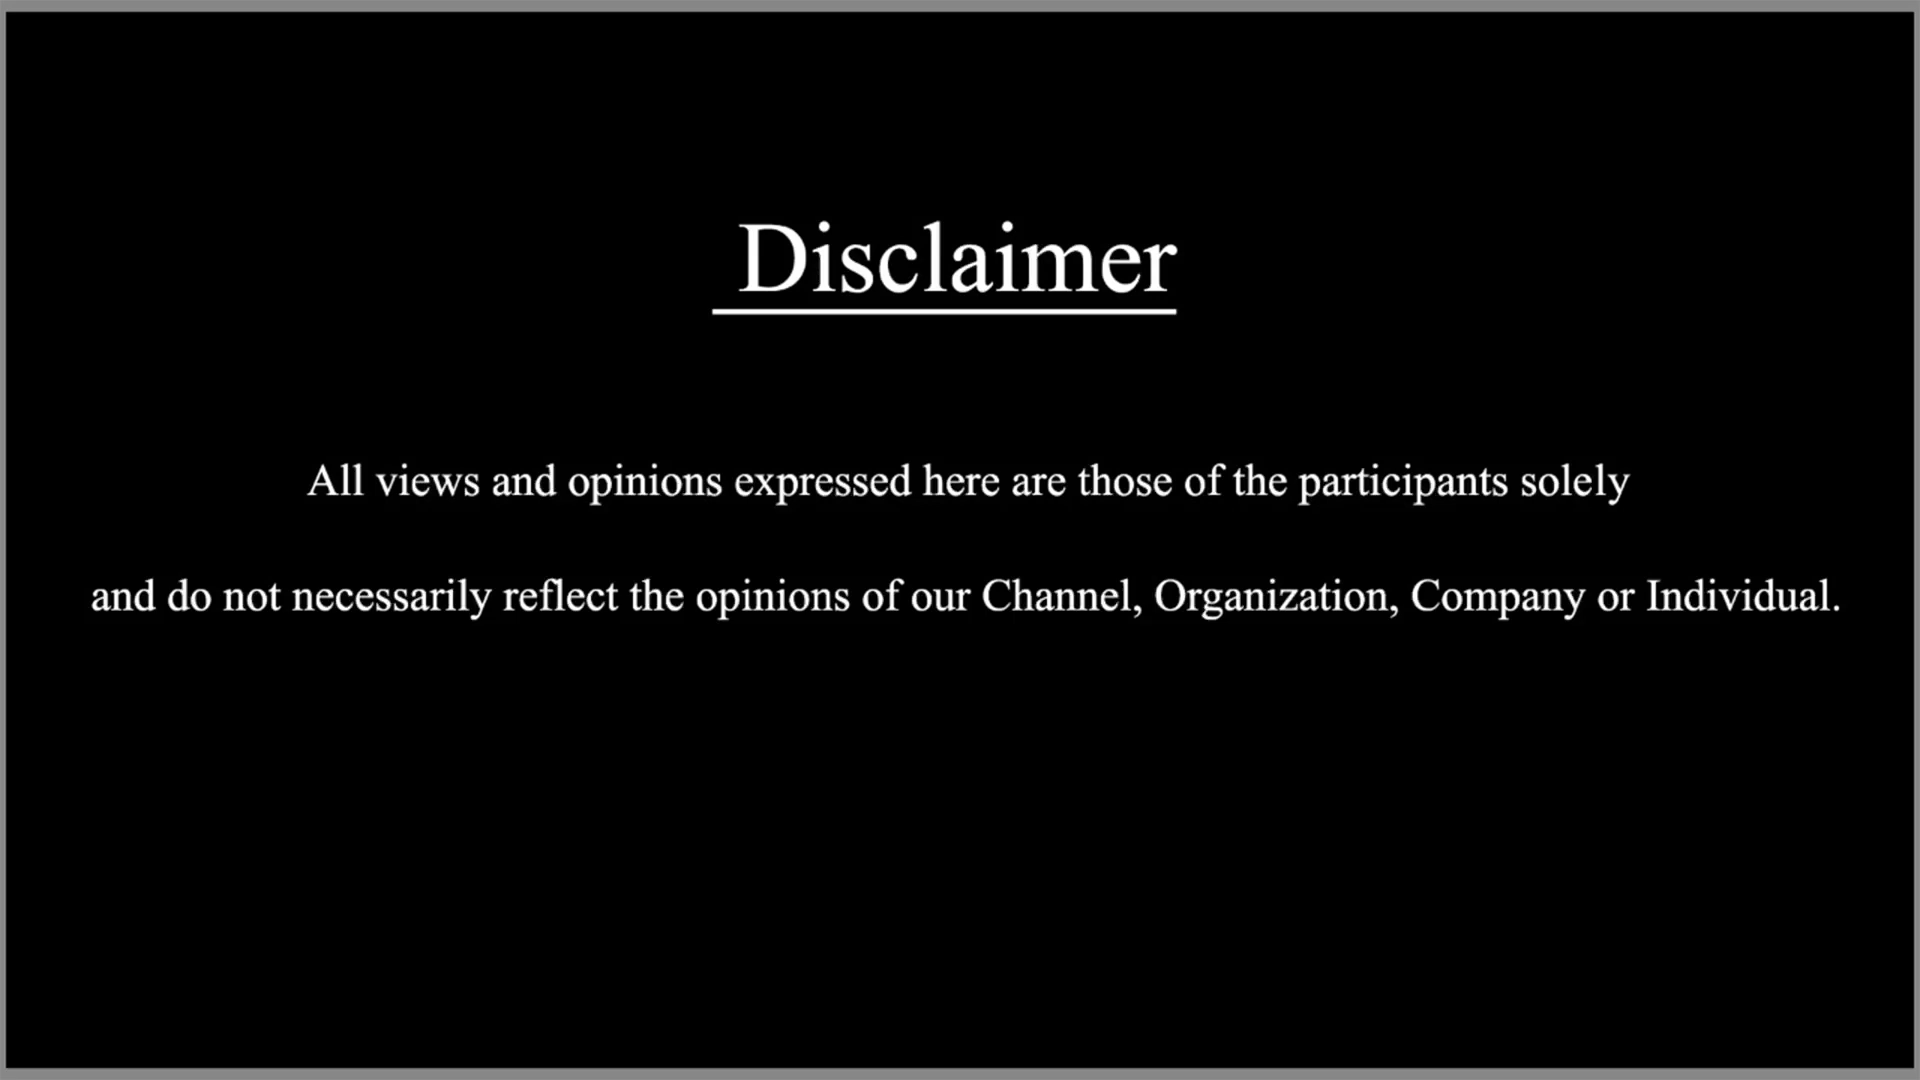 Disclaimer
All views and opinions expressed here are those of the participants solely
and do not necessarily reflect the opinions of our Channel, Organization, Company or Individual.